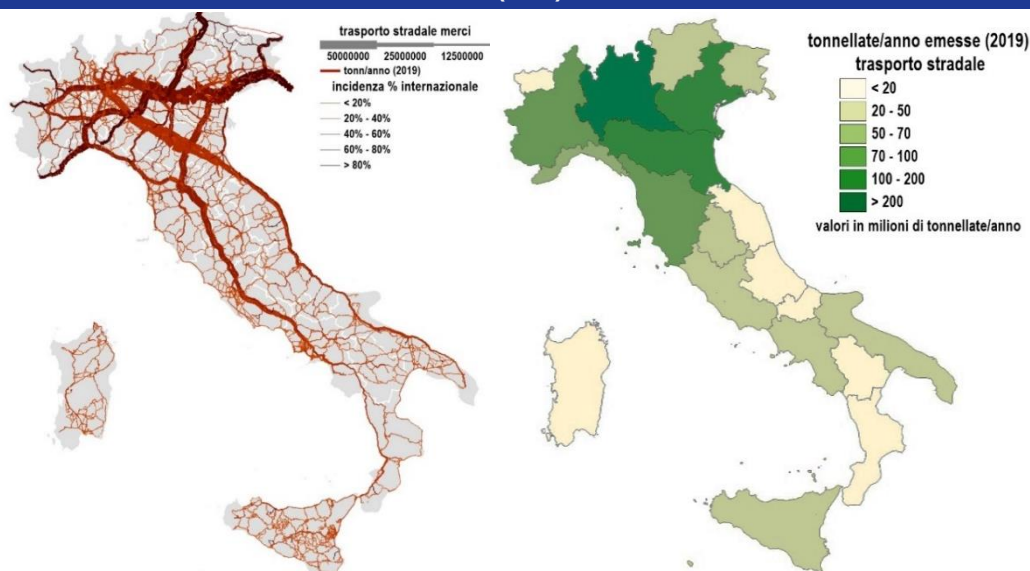 trasporto stradale merci
50000000 25000000 12500000
tonn/anno (2019)
incidenza % internazionale
< 20%
20% - 40%
40% - 60%
60% - 80%
> 80%
tonnellate/anno emesse (2019)
trasporto stradale
< 20
20 - 50
50 - 70
70 - 100
100 - 200
> 200
valori in milioni di tonnellate/anno